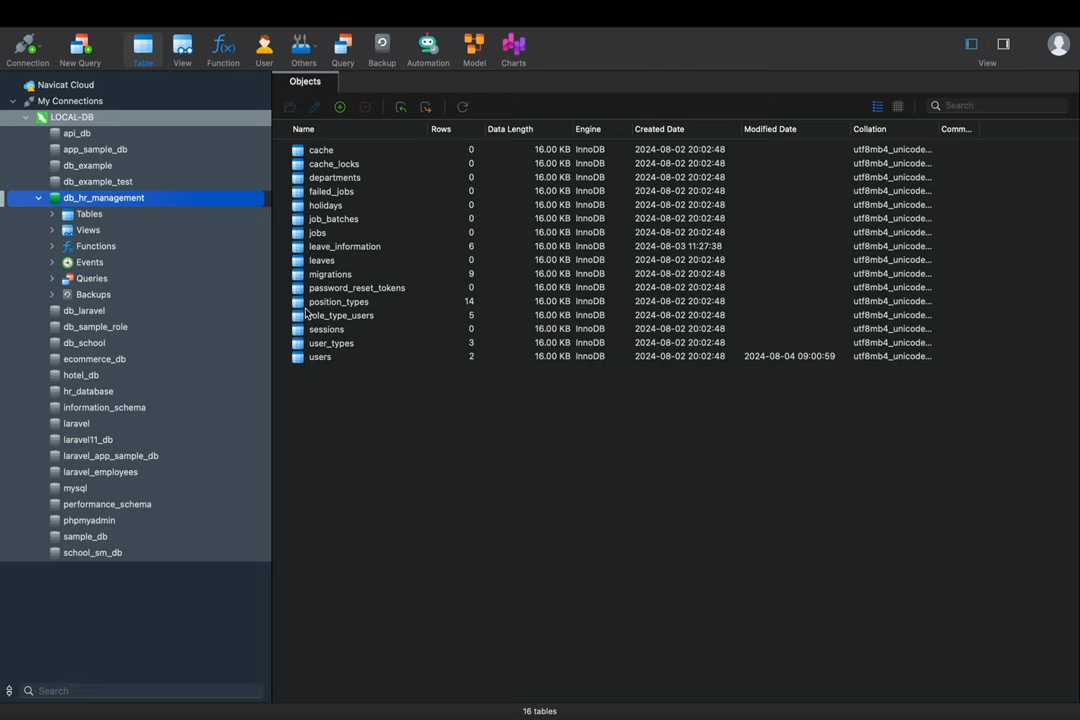 Connection New Query Table View Function User Others Query Backup Automation Model Charts View
Navicat Cloud
My Connections
LOCAL-DB
api_db
app_sample_db
db_example
db_example_test
db_hr_management
Tables
Views
Functions
Events
Queries
Backups
db_laravel
db_sample_role
db_school
ecommerce_db
hotel_db
hr_database
information_schema
laravel
laravel11_db
laravel_app_sample_db
laravel_employees
mysql
performance_schema
phpmyadmin
sample_db
school_sm_db
Search
Objects
Search
Name Rows Data Length Engine Created Date Modified Date Collation Comm...
cache 0 16.00 KB InnoDB 2024-08-02 20:02:48 utf8mb4_unicode...
cache_locks 0 16.00 KB InnoDB 2024-08-02 20:02:48 utf8mb4_unicode...
departments 0 16.00 KB InnoDB 2024-08-02 20:02:48 utf8mb4_unicode...
failed_jobs 0 16.00 KB InnoDB 2024-08-02 20:02:48 utf8mb4_unicode...
holidays 0 16.00 KB InnoDB 2024-08-02 20:02:48 utf8mb4_unicode...
job_batches 0 16.00 KB InnoDB 2024-08-02 20:02:48 utf8mb4_unicode...
jobs 0 16.00 KB InnoDB 2024-08-02 20:02:48 utf8mb4_unicode...
leave_information 6 16.00 KB InnoDB 2024-08-03 11:27:38 utf8mb4_unicode...
leaves 0 16.00 KB InnoDB 2024-08-02 20:02:48 utf8mb4_unicode...
migrations 9 16.00 KB InnoDB 2024-08-02 20:02:48 utf8mb4_unicode...
password_reset_tokens 0 16.00 KB InnoDB 2024-08-02 20:02:48 utf8mb4_unicode...
position_types 14 16.00 KB InnoDB 2024-08-02 20:02:48 utf8mb4_unicode...
role_type_users 5 16.00 KB InnoDB 2024-08-02 20:02:48 utf8mb4_unicode...
sessions 0 16.00 KB InnoDB 2024-08-02 20:02:48 utf8mb4_unicode...
user_types 3 16.00 KB InnoDB 2024-08-02 20:02:48 utf8mb4_unicode...
users 2 16.00 KB InnoDB 2024-08-02 20:02:48 2024-08-04 09:00:59 utf8mb4_unicode...
16 tables